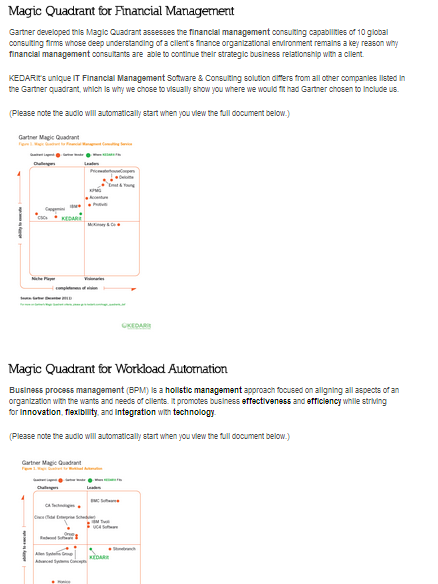 Magic Quadrant for Financial Management
Gartner developed this Magic Quadrant assesses the financial management consulting capabilities of 10 global
consulting firms whose deep understanding of a client's finance organizational environment remains a key reason why
financial management consultants are able to continue their strategic business relationship with a client.
KEDARit's unique IT Financial Management Software & Consulting solution differs from all other companies listed in
the Gartner quadrant, which is why we chose to visually show you where we would fit had Gartner chosen to include us.
(Please note the audio will automatically start when you view the full document below.)
Gartner Magic Quadrant
Figure 1. Magic Quadrant for Financial Management Consulting Services
Challengers
Leaders
PricewaterhouseCoopers
Deloitte
Ernst & Young
KPMG
Accenture
IBM
Protiviti
Capgemini
CSC
KEDARit
McKinsey & Co
ability to execute
Niche Player
Visionaries
completeness of vision
Source: Gartner (December 2011)
KEDARit
Magic Quadrant for Workload Automation
Business process management (BPM) is a holistic management approach focused on aligning all aspects of an
organization with the wants and needs of clients. It promotes business effectiveness and efficiency while striving
for innovation, flexibility, and integration with technology.
(Please note the audio will automatically start when you view the full document below.)
Gartner Magic Quadrant
Figure 1. Magic Quadrant for Workload Automation
Challengers
Leaders
BMC Software
CA Technologies
Cisco (Tidal Enterprise Scheduler)
IBM Tivoli
UC4 Software
Orsyp
Redwood Software
Stonebranch
Aties Systems Group
KEDARit
Advanced Systems Concepts
ability to execute
Honico